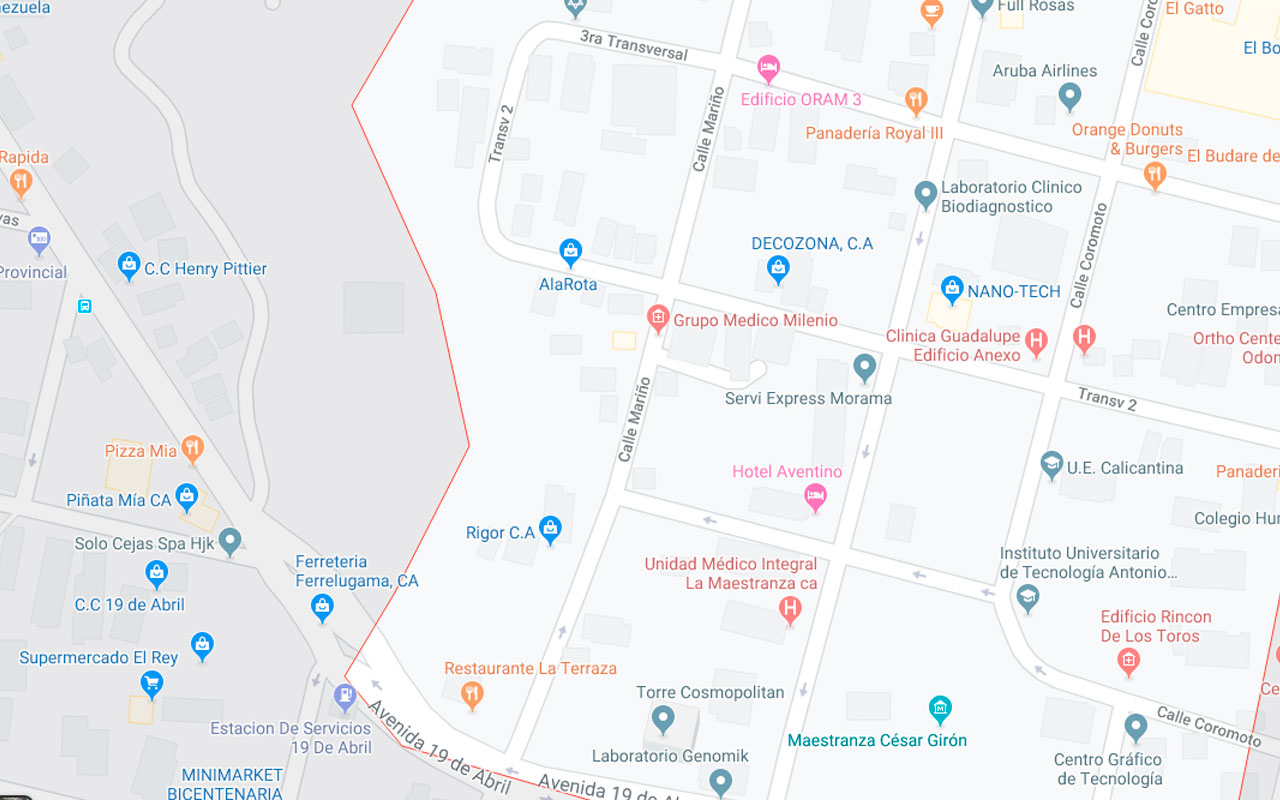 nezuela
Full Rosas
El Gatto
El Bo
Calle Coro
3ra Transversal
Aruba Airlines
Edificio ORAM 3
Panadería Royal III
Orange Donuts
& Burgers
El Budare de
Transv 2
Calle Mariño
Rapida
Laboratorio Clinico
Biodiagnostico
vas
Provincial
C.C Henry Pittier
DECOZONA, C.A
AlaRota
NANO-TECH
Calle Coromoto
Centro Empresa
Grupo Medico Milenio
Clinica Guadalupe
Edificio Anexo
Ortho Cente
Odon
Servi Express Morama
Transv 2
Calle Mariño
Pizza Mia
Hotel Aventino
U.E. Calicantina
Panaderi
Piñata Mía CA
Rigor C.A
Colegio Hum
Solo Cejas Spa Hjk
Ferreteria
Ferrelugama, CA
Unidad Médico Integral
La Maestranza ca
Instituto Universitario
de Tecnología Antonio...
C.C 19 de Abril
Edificio Rincon
De Los Toros
Supermercado El Rey
Restaurante La Terraza
Ce
Torre Cosmopolitan
Estacion De Servicios
19 De Abril
Avenida 19 de Abril
Maestranza César Girón
Calle Coromoto
Laboratorio Genomik
Centro Gráfico
de Tecnología
MINIMARKET
BICENTENARIA
Avenida 19 de Ab